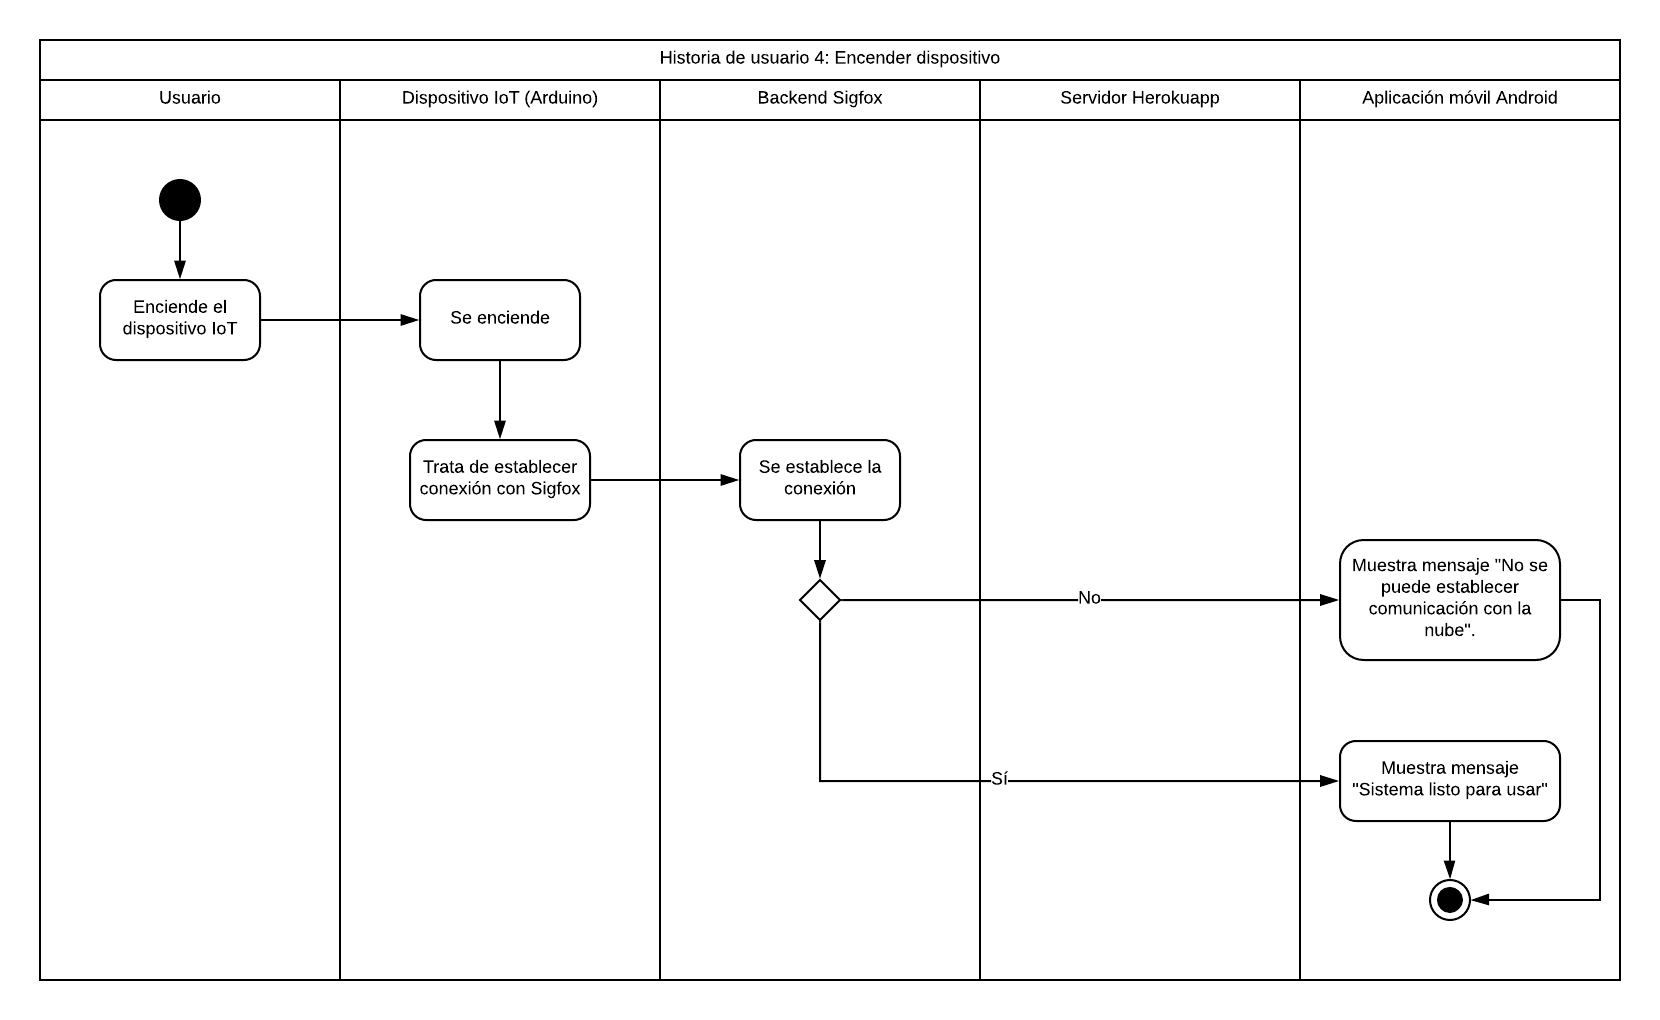 Historia de usuario 4: Encender dispositivo
Usuario
Dispositivo IoT (Arduino)
Backend Sigfox
Servidor Herokuapp
Aplicación móvil Android
Enciende el
dispositivo IoT
Se enciende
Trata de establecer
conexión con Sigfox
Se establece la
conexión
No
Muestra mensaje "No se
puede establecer
comunicación con la
nube".
Sí
Muestra mensaje
"Sistema listo para usar"